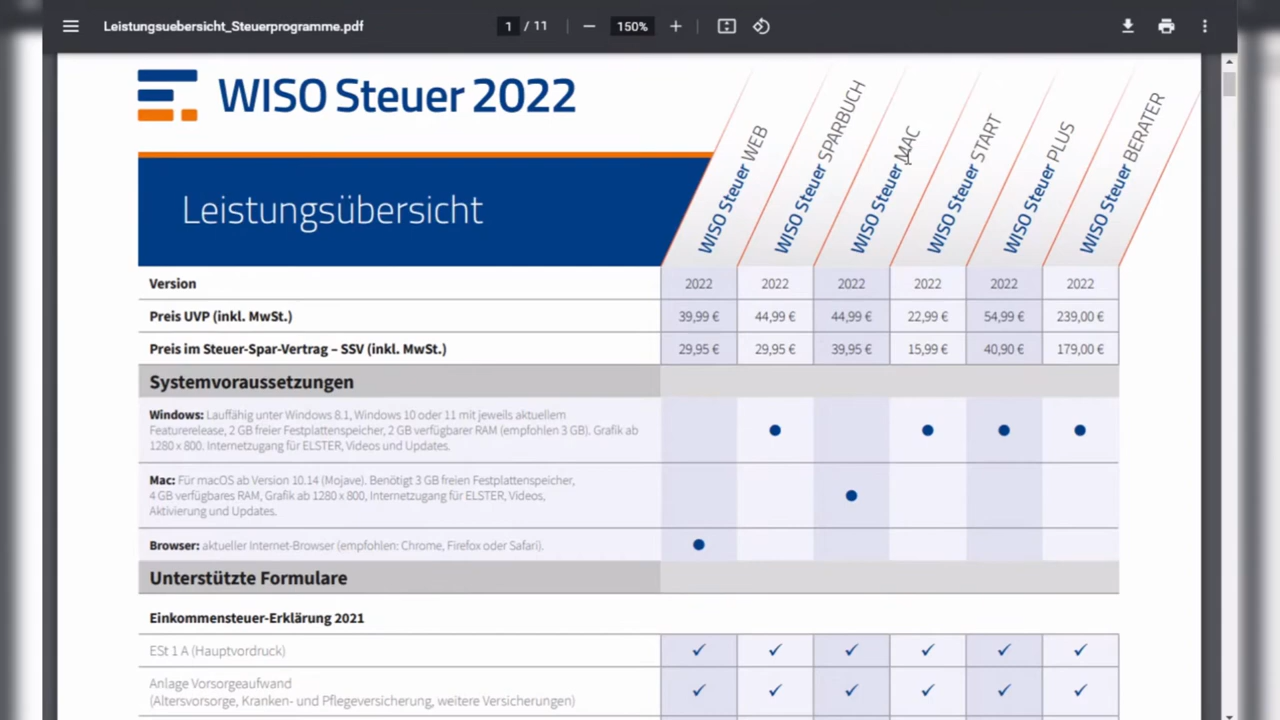 Leistungsuebersicht_Steuerprogramme.pdf
1 / 11
150%
WISO Steuer 2022
WISO Steuer WEB
WISO Steuer SPARBUCH
WISO Steuer MAC
WISO Steuer START
WISO Steuer PLUS
WISO Steuer BERATER
Leistungsübersicht
Version 2022 2022 2022 2022 2022 2022
Preis UVP (inkl. MwSt.) 39,99 € 44,99 € 44,99 € 22,99 € 54,99 € 239,00 €
Preis im Steuer-Spar-Vertrag – SSV (inkl. MwSt.) 29,95 € 29,95 € 39,95 € 15,99 € 40,90 € 179,00 €
Systemvoraussetzungen
Windows: Lauffähig unter Windows 8.1, Windows 10 oder 11 mit jeweils aktuellem
Featurerelease, 2 GB freier Festplattenspeicher, 2 GB verfügbarer RAM (empfohlen 3 GB). Grafik ab
1280 x 800. Internetzugang für ELSTER, Videos und Updates.
Mac: Für macOS ab Version 10.14 (Mojave). Benötigt 3 GB freien Festplattenspeicher,
4 GB verfügbares RAM, Grafik ab 1280 x 800, Internetzugang für ELSTER, Videos,
Aktivierung und Updates.
Browser: aktueller Internet-Browser (empfohlen: Chrome, Firefox oder Safari).
Unterstützte Formulare
Einkommensteuer-Erklärung 2021
ESt 1 A (Hauptvordruck) ✓ ✓ ✓ ✓ ✓ ✓
Anlage Vorsorgeaufwand
(Altersvorsorge, Kranken- und Pflegeversicherung, weitere Versicherungen) ✓ ✓ ✓ ✓ ✓ ✓